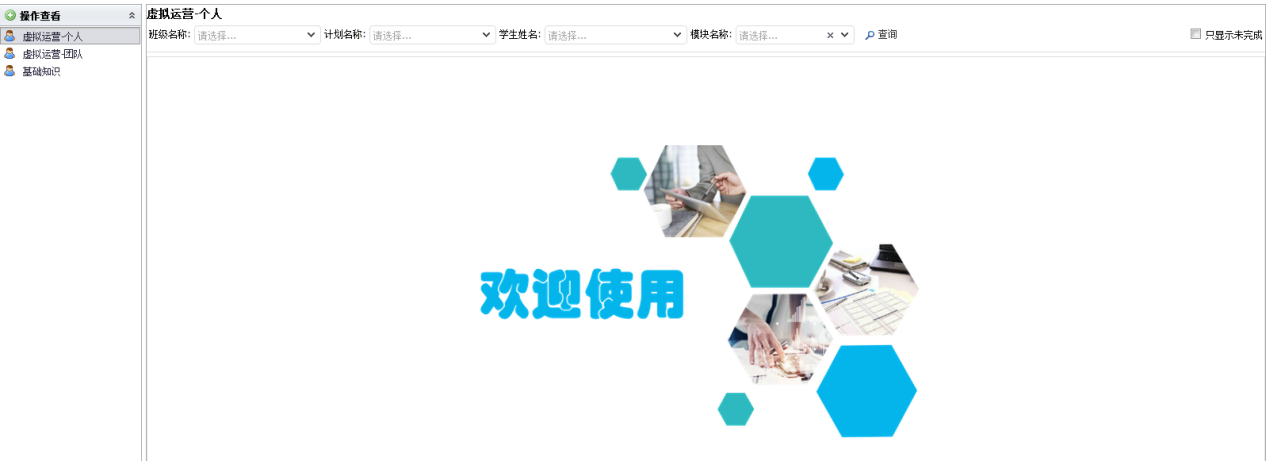 操作查看
虚拟运营-个人
虚拟运营-团队
基础知识
虚拟运营-个人
班级名称: 请选择... 计划名称: 请选择... 学生姓名: 请选择... 模块名称: 请选择... 查询 只显示未完成
欢迎使用